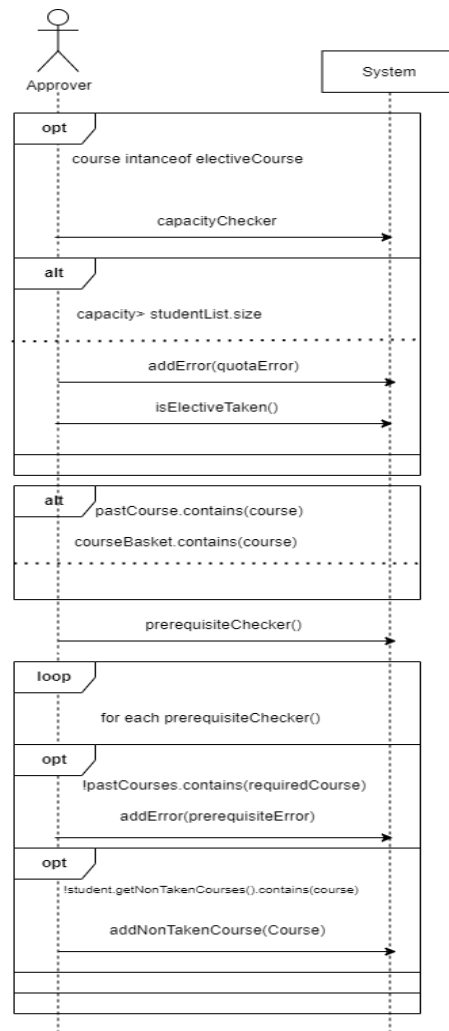 Approver
System
opt
course intanceof electiveCourse
capacityChecker
alt
capacity> studentList.size
addError(quotaError)
isElectiveTaken()
alt
pastCourse.contains(course)
courseBasket.contains(course)
prerequisiteChecker()
loop
for each prerequisiteChecker()
opt
!pastCourses.contains(requiredCourse)
addError(prerequisiteError)
opt
!student.getNonTakenCourses().contains(course)
addNonTakenCourse(Course)